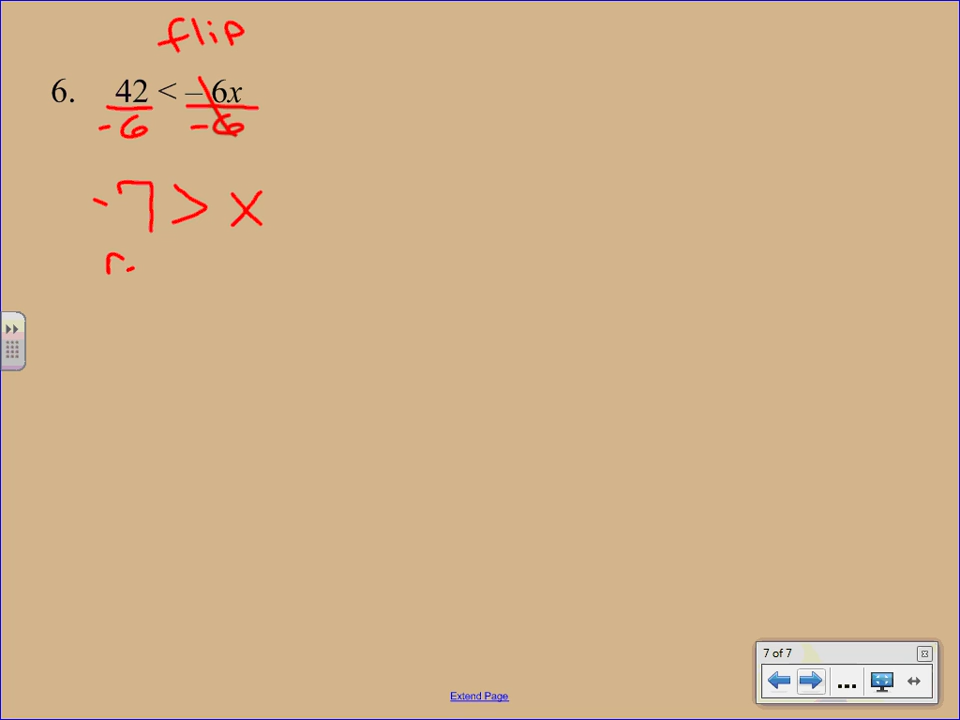 flip
6. 42 < – 6x
-6 -6
-7 > x
r.
7 of 7
Extend Page